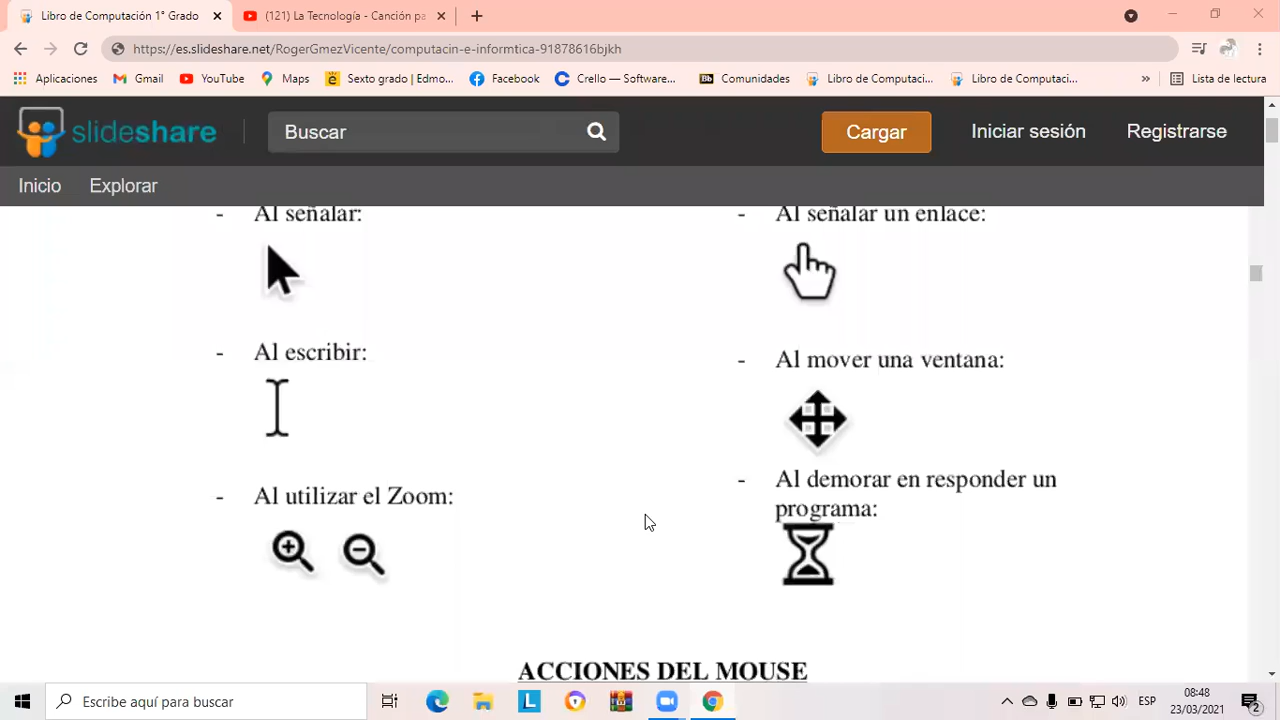 Libro de Computación 1° Grado
(121) La Tecnología - Canción pa
https://es.slideshare.net/RogerGmezVicente/computacin-e-informtica-91878616bjkh
Aplicaciones Gmail YouTube Maps Sexto grado | Edmo... Facebook Crello — Software... Bb Comunidades Libro de Computaci... Libro de Computaci... » Lista de lectura
slideshare Buscar Cargar Iniciar sesión Registrarse
Inicio Explorar
- Al señalar:
- Al señalar un enlace:
- Al escribir:
- Al mover una ventana:
- Al utilizar el Zoom:
- Al demorar en responder un
programa:
ACCIONES DEL MOUSE
Escribe aquí para buscar
L
ESP
08:48
23/03/2021
2